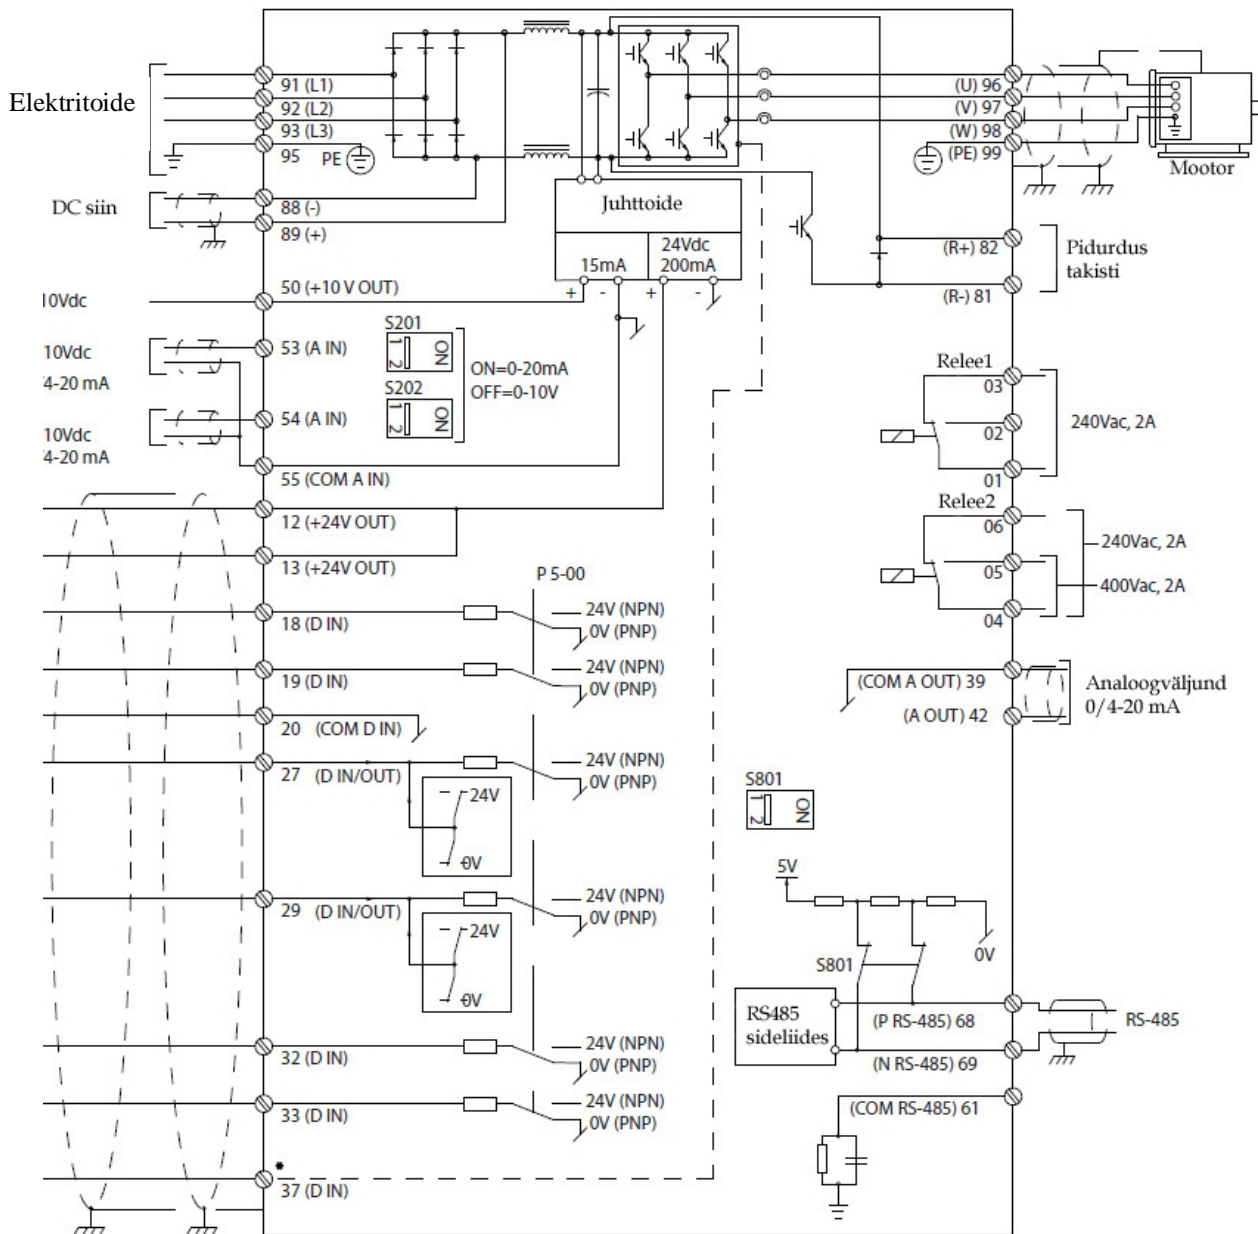 Elektritoide
91 (L1)
92 (L2)
93 (L3)
95 PE
DC siin
88 (-)
89 (+)
Juhttoide
15mA
24Vdc
200mA
+ - + -
(U) 96
(V) 97
(W) 98
(PE) 99
Mootor
(R+) 82
(R-) 81
Pidurdus
takisti
10Vdc
50 (+10 V OUT)
10Vdc
4-20 mA
53 (A IN)
S201
1 2 ON
S202
1 2 ON
ON=0-20mA
OFF=0-10V
10Vdc
4-20 mA
54 (A IN)
55 (COM A IN)
12 (+24V OUT)
13 (+24V OUT)
P 5-00
18 (D IN)
24V (NPN)
0V (PNP)
19 (D IN)
24V (NPN)
0V (PNP)
20 (COM D IN)
27 (D IN/OUT)
24V (NPN)
0V (PNP)
24V
0V
29 (D IN/OUT)
24V (NPN)
0V (PNP)
24V
0V
32 (D IN)
24V (NPN)
0V (PNP)
33 (D IN)
24V (NPN)
0V (PNP)
*
37 (D IN)
Relee1
03
02
01
240Vac, 2A
Relee2
06
05
04
240Vac, 2A
400Vac, 2A
(COM A OUT) 39
(A OUT) 42
Analoogväljund
0/4-20 mA
S801
1 2 ON
5V
0V
S801
RS485
sideliides
(P RS-485) 68
(N RS-485) 69
RS-485
(COM RS-485) 61